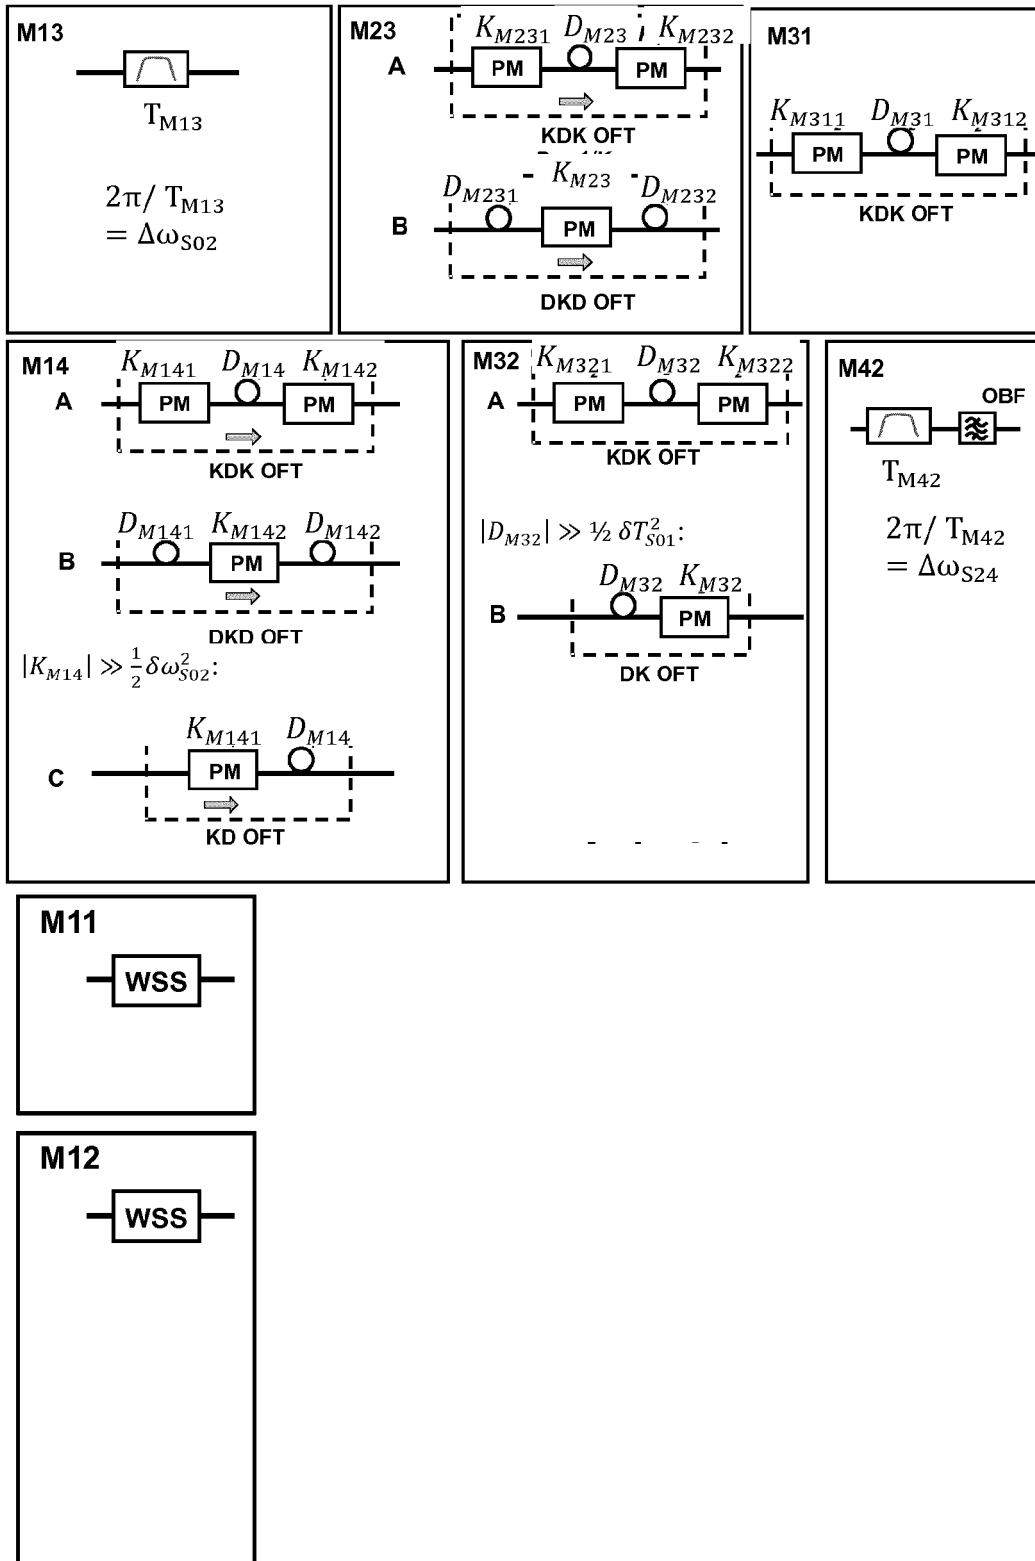 M13
T_M13
2π/ T_M13
= Δω_S02
M23
K_M231 D_M23 K_M232
A
PM PM
KDK OFT
K_M23
D_M231 D_M232
B
PM
DKD OFT
M31
K_M311 D_M31 K_M312
PM PM
KDK OFT
M14
K_M141 D_M14 K_M142
A
PM PM
KDK OFT
D_M141 K_M142 D_M142
B
PM
DKD OFT
|K_M14| ≫ 1/2 δω²_S02:
K_M141 D_M14
C
PM
KD OFT
M32
K_M321 D_M32 K_M322
A
PM PM
KDK OFT
|D_M32| ≫ ½ δT²_S01:
D_M32 K_M32
B
PM
DK OFT
M42
OBF
T_M42
2π/ T_M42
= Δω_S24
M11
WSS
M12
WSS